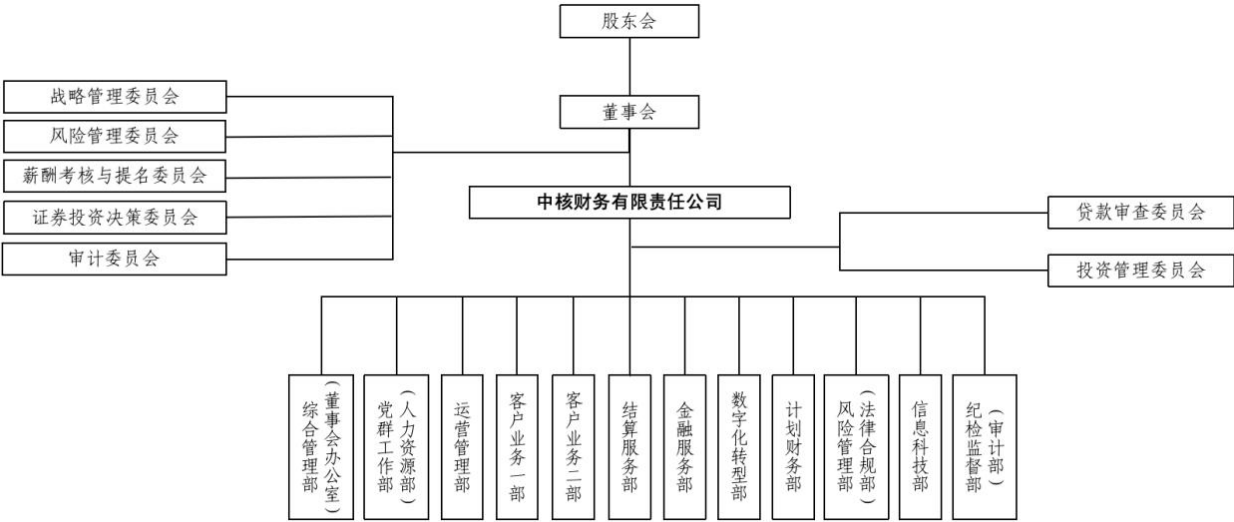 股东会
董事会
战略管理委员会
风险管理委员会
薪酬考核与提名委员会
证券投资决策委员会
审计委员会
中核财务有限责任公司
贷款审查委员会
投资管理委员会
综合管理部
（董事会办公室）
党群工作部
（人力资源部）
运营管理部
客户业务一部
客户业务二部
结算服务部
金融服务部
数字化转型部
计划财务部
风险管理部
（法律合规部）
信息科技部
纪检监督部
（审计部）